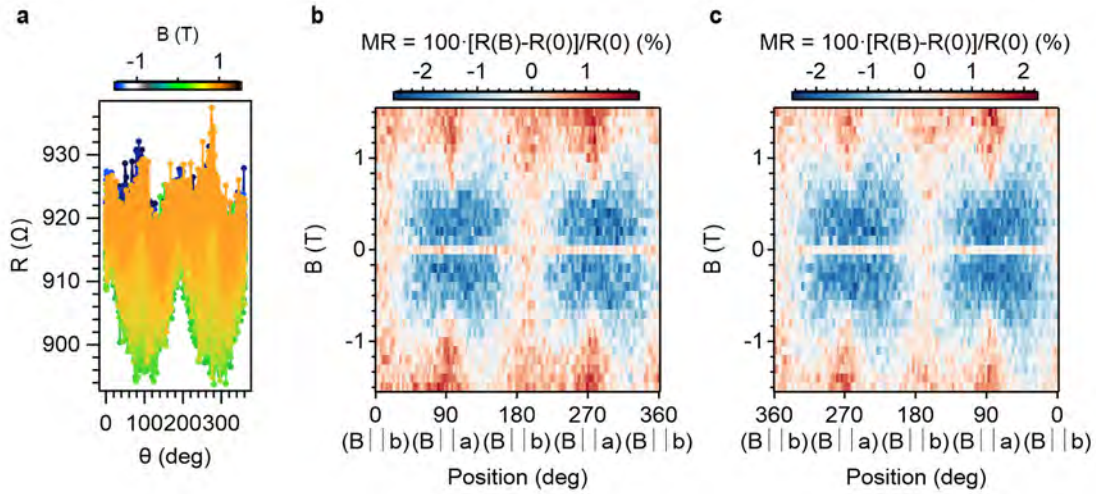 a
B (T)
-1 1
R (Ω)
930
920
910
900
0 100 200 300
θ (deg)
b
MR = 100·[R(B)-R(0)]/R(0) (%)
-2 -1 0 1
B (T)
1
0
-1
0 90 180 270 360
(B||b) (B||a) (B||b) (B||a) (B||b)
Position (deg)
c
MR = 100·[R(B)-R(0)]/R(0) (%)
-2 -1 0 1 2
B (T)
1
0
-1
360 270 180 90 0
(B||b) (B||a) (B||b) (B||a) (B||b)
Position (deg)